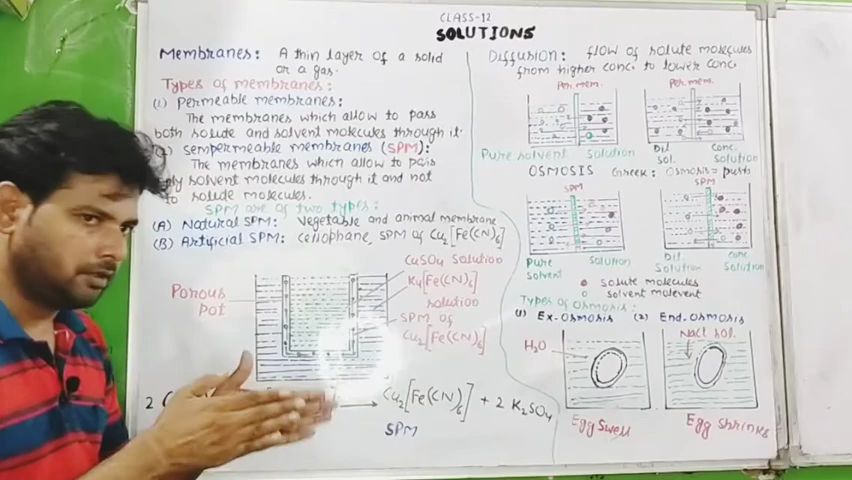 CLASS-12
SOLUTIONS
Membranes: A thin layer of a solid
or a gas.
Types of membranes:
(1) Permeable membranes:
The membranes which allow to pass
both solute and solvent molecules through it.
Sempermeable membranes (SPM):
The membranes which allow to pass
only solvent molecules through it and not
to solute molecules.
SPM are of two types:
(A) Natural SPM: Vegetable and animal membrane
(B) Artificial SPM: cellophane, SPM of Cu2[Fe(CN)6]
Porous
pot
CuSO4 Solution
K4[Fe(CN)6]
solution
SPM of
Cu2[Fe(CN)6]
2 C
Cu2[Fe(CN)6] + 2 K2SO4
SPM
Diffusion: flow of solute molecules
from higher conc. to lower conc.
Per. mem. Per. mem.
Pure solvent Solution
Dil. sol. Conc. solution
OSMOSIS Greek: Osmosis = push
SPM SPM
Pure solvent Solution
Dil. Solution Conc. Solution
solute molecules
solvent molevent
Types of osmosis:
(1) Ex-osmosis (2) End. osmosis
H2O
NaCl sol.
Egg swell
Egg shrinks